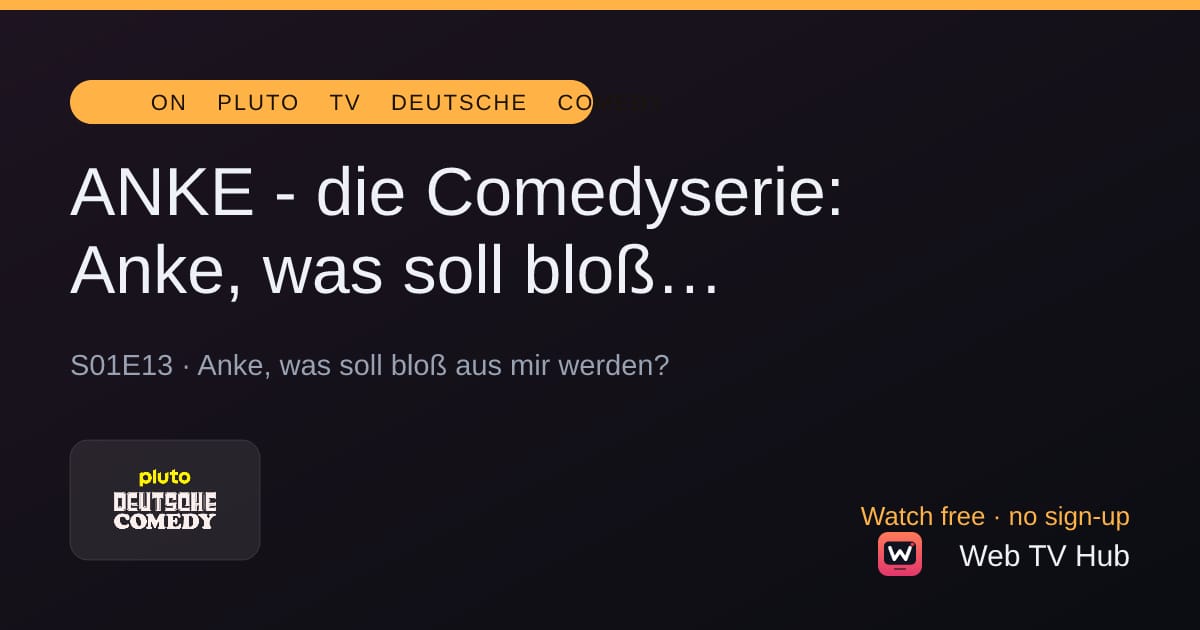 ON PLUTO TV DEUTSCHE CO
ANKE - die Comedyserie:
Anke, was soll bloß…
S01E13 · Anke, was soll bloß aus mir werden?
pluto
DEUTSCHE
COMEDY
Watch free · no sign-up
W
Web TV Hub